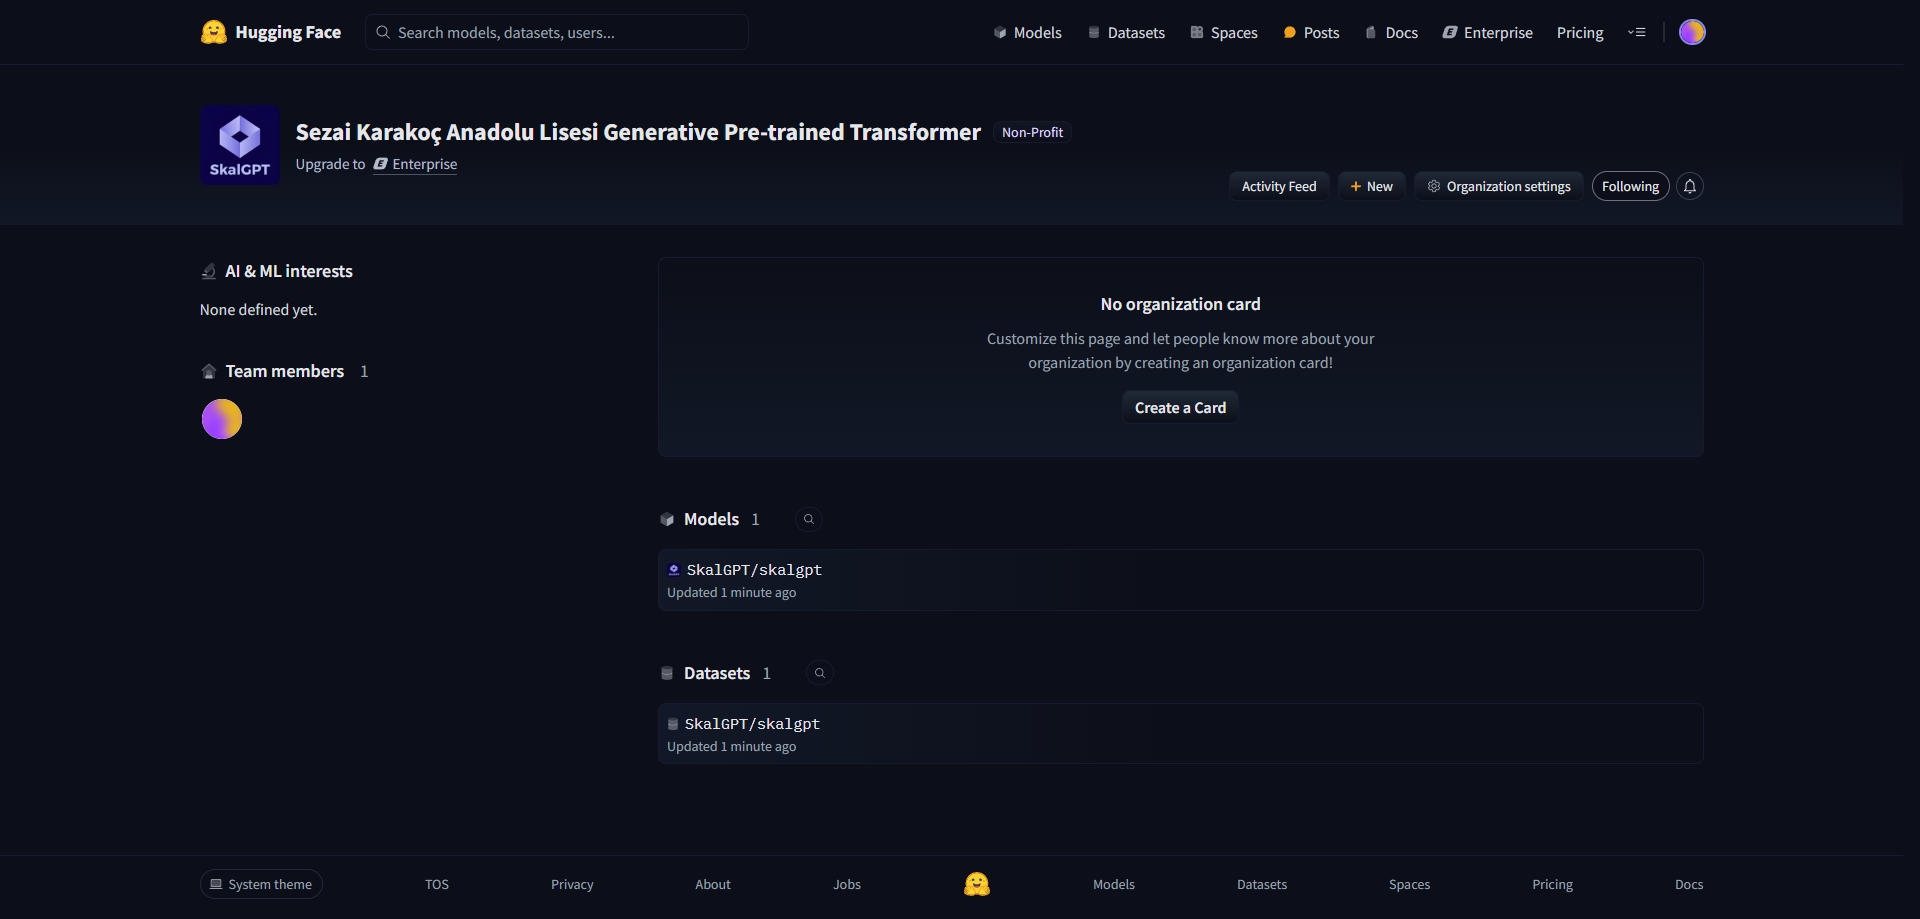 Hugging Face
Search models, datasets, users...
Models
Datasets
Spaces
Posts
Docs
Enterprise
Pricing
SkalGPT
Sezai Karakoç Anadolu Lisesi Generative Pre-trained Transformer
Non-Profit
Upgrade to Enterprise
Activity Feed
+ New
Organization settings
Following
AI & ML interests
None defined yet.
Team members 1
No organization card
Customize this page and let people know more about your
organization by creating an organization card!
Create a Card
Models 1
SkalGPT/skalgpt
Updated 1 minute ago
Datasets 1
SkalGPT/skalgpt
Updated 1 minute ago
System theme
TOS
Privacy
About
Jobs
Models
Datasets
Spaces
Pricing
Docs